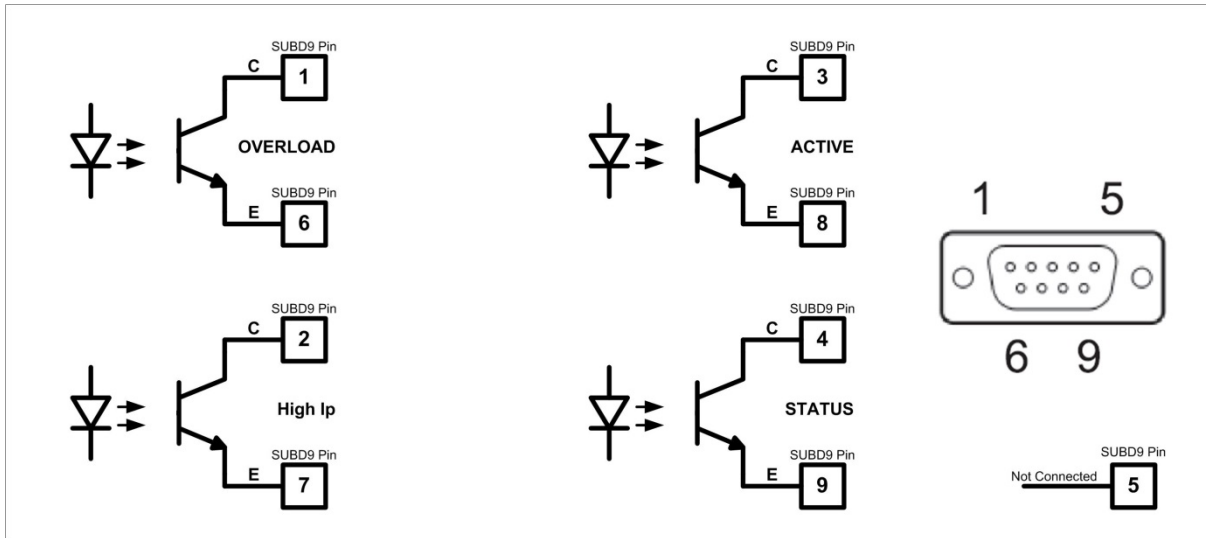 SUBD9 Pin
C
1
OVERLOAD
SUBD9 Pin
E
6
SUBD9 Pin
C
3
ACTIVE
SUBD9 Pin
E
8
SUBD9 Pin
C
2
High Ip
SUBD9 Pin
E
7
SUBD9 Pin
C
4
STATUS
SUBD9 Pin
E
9
1 5
6 9
SUBD9 Pin
Not Connected
5